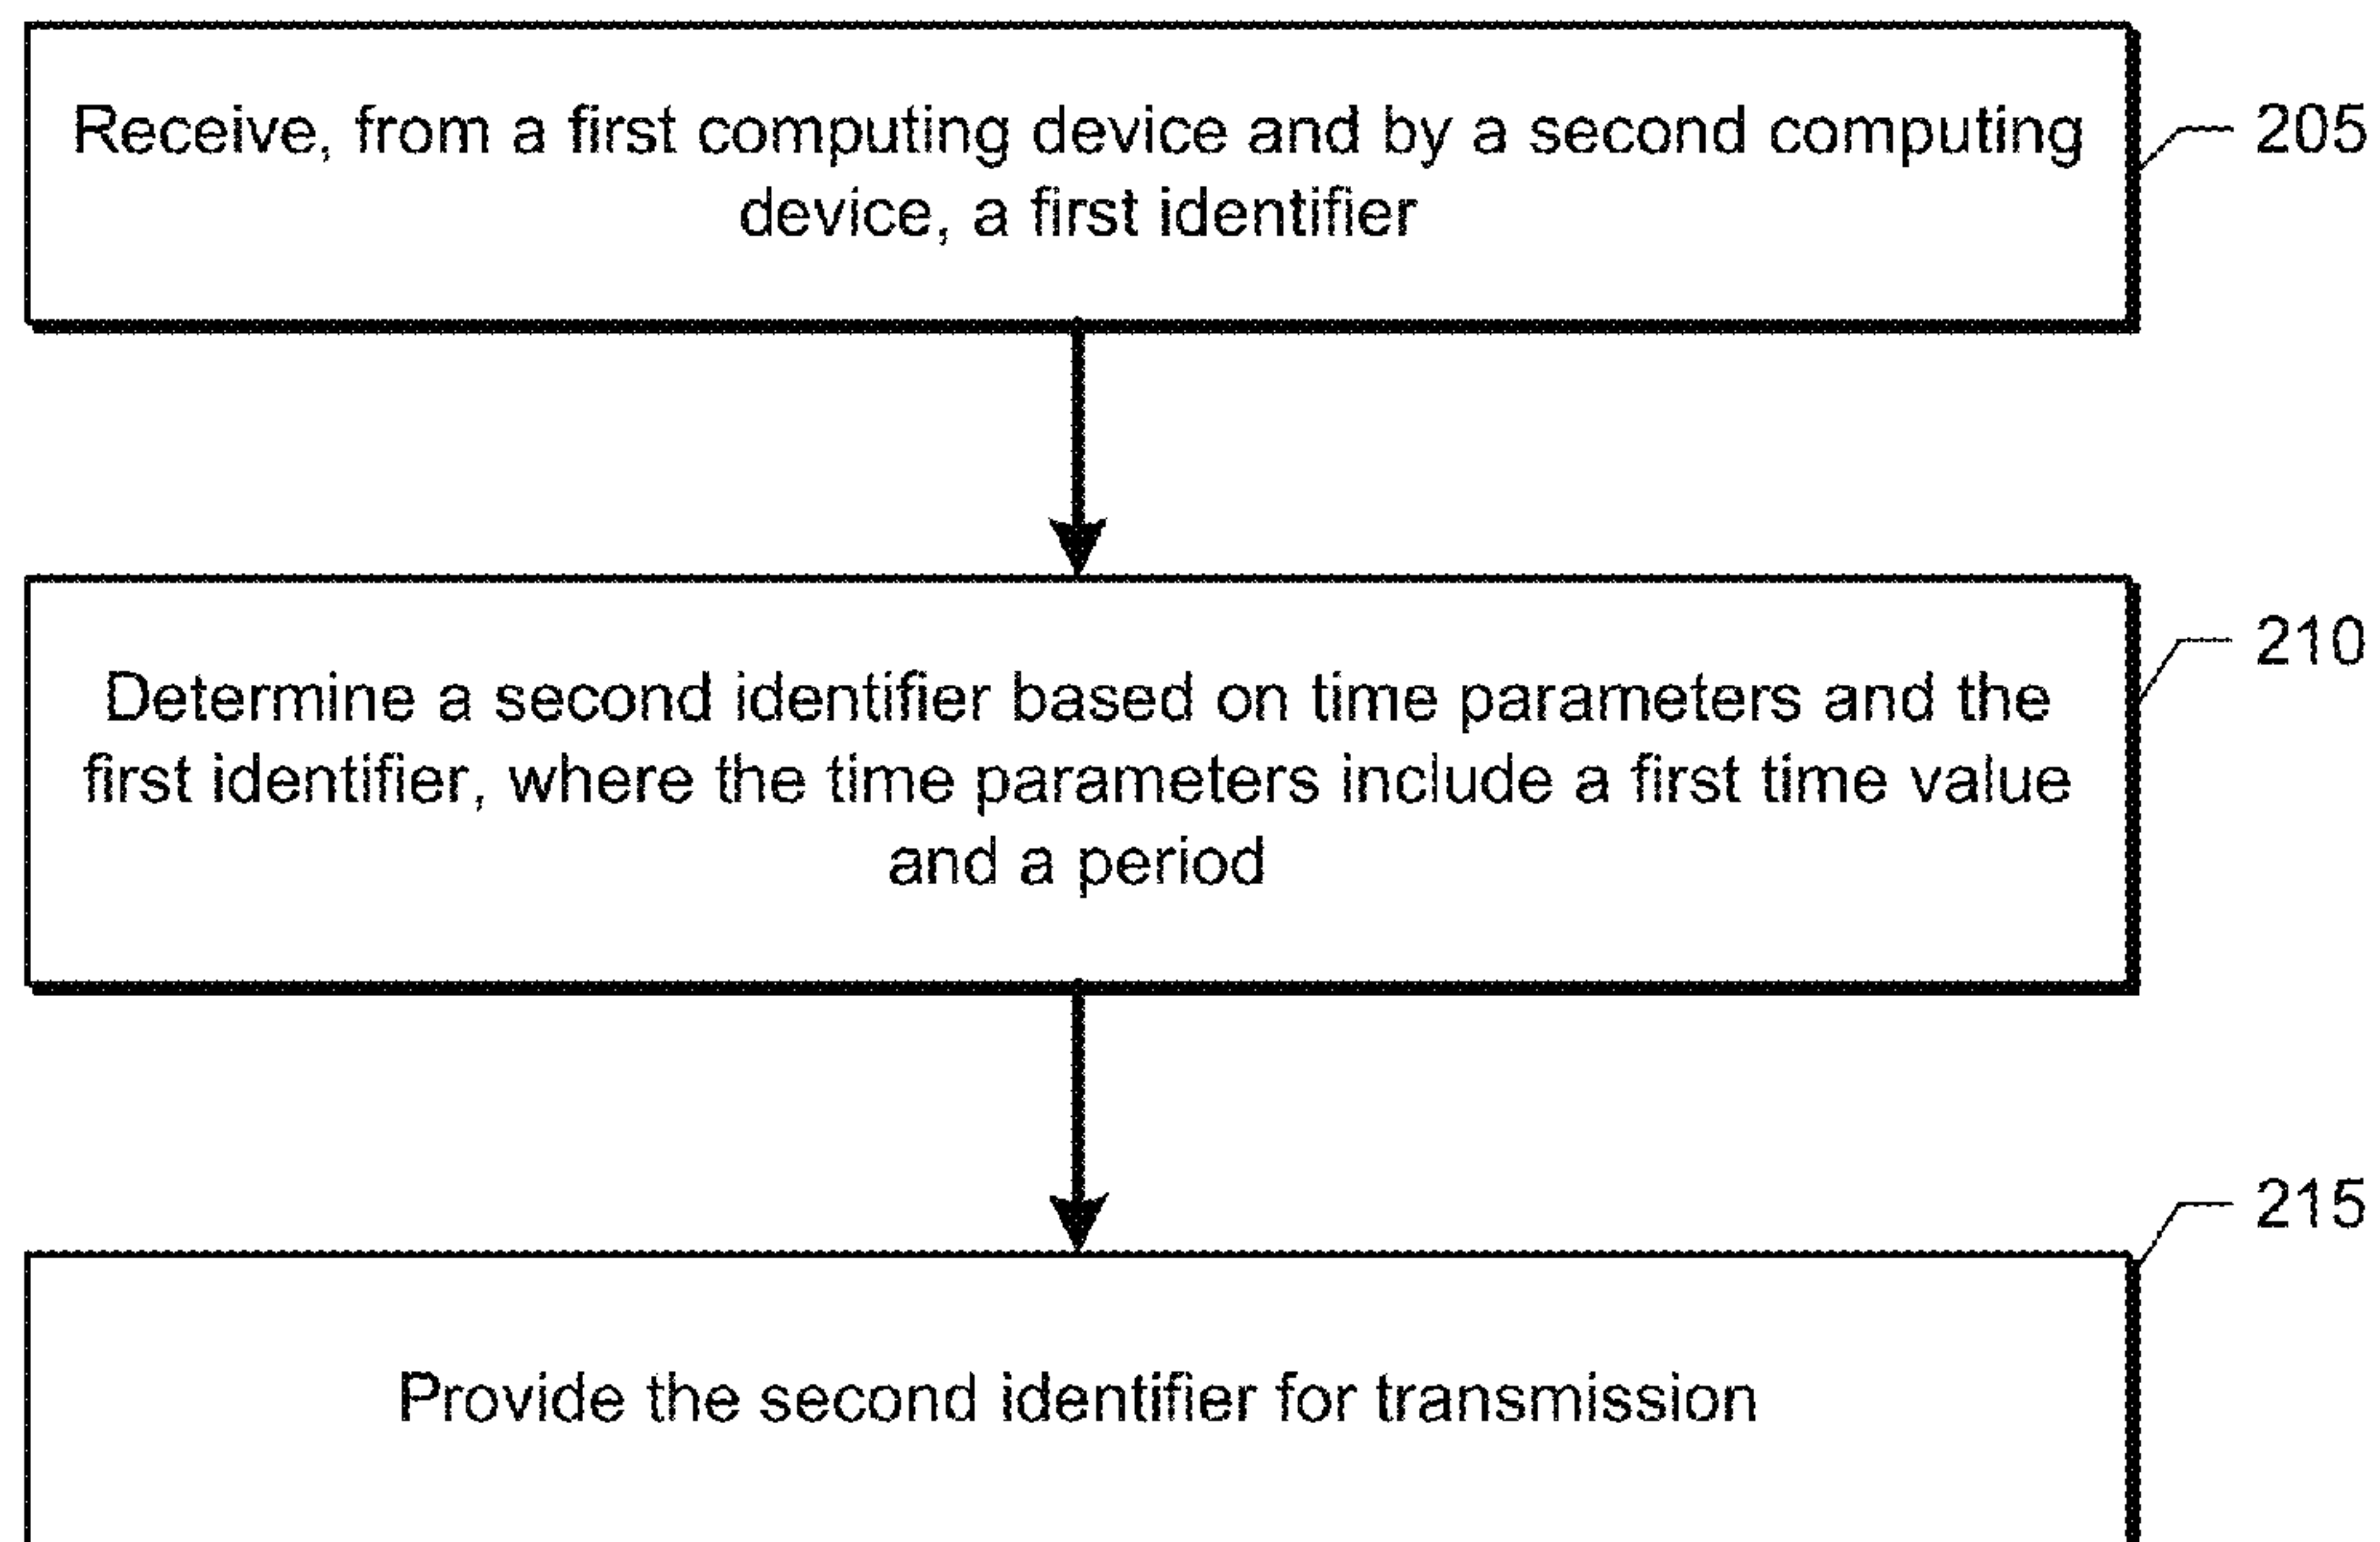 Receive, from a first computing device and by a second computing
device, a first identifier
205
Determine a second identifier based on time parameters and the
first identifier, where the time parameters include a first time value
and a period
210
Provide the second identifier for transmission
215